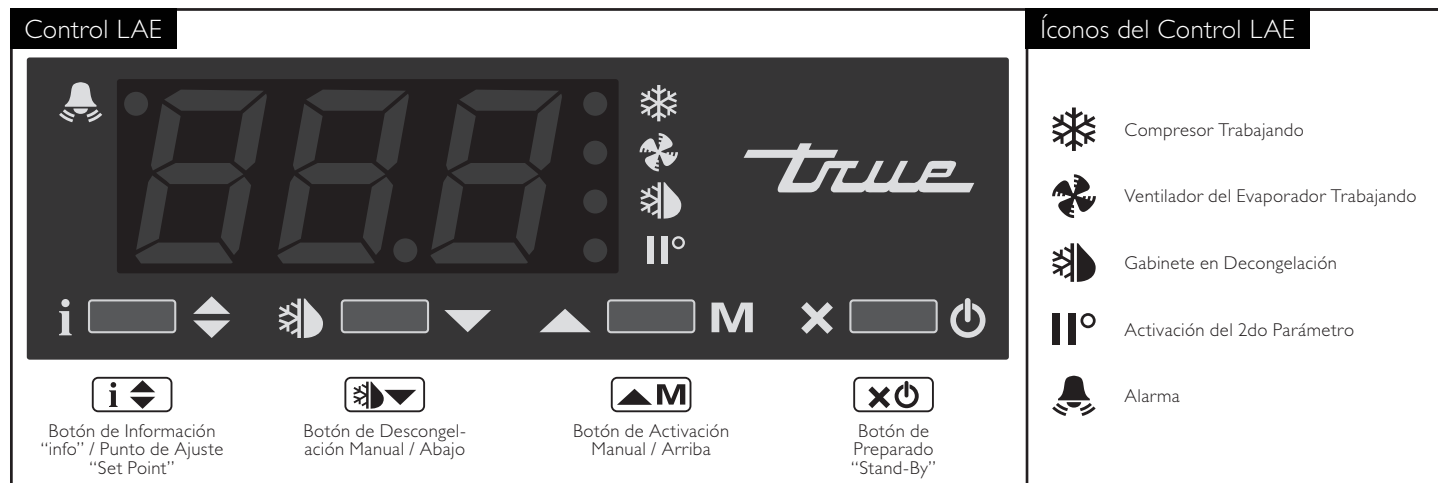 Control LAE
true
i
M
i
Botón de Información
“info” / Punto de Ajuste
“Set Point”
Botón de Descongel-
ación Manual / Abajo
M
Botón de Activación
Manual / Arriba
Botón de
Preparado
“Stand-By”
Íconos del Control LAE
Compresor Trabajando
Ventilador del Evaporador Trabajando
Gabinete en Decongelación
Activación del 2do Parámetro
Alarma